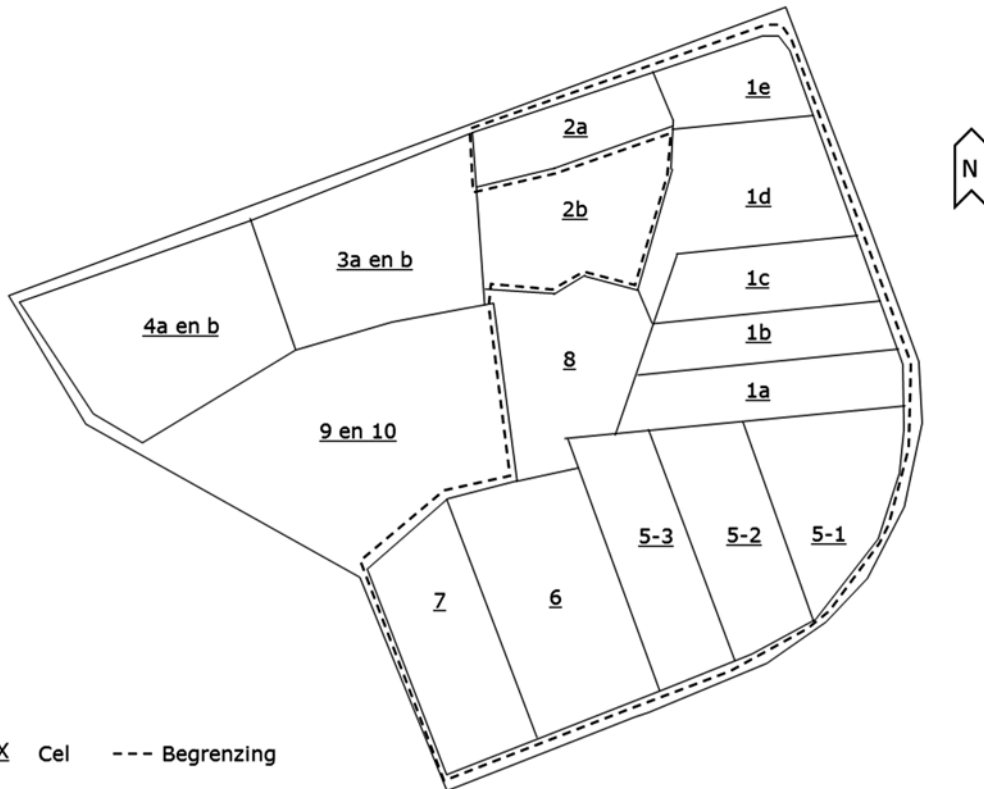 1e
2a
N
1d
2b
3a en b
1c
4a en b
1b
8
1a
9 en 10
5-3
5-2
5-1
7
6
X Cel --- Begrenzing